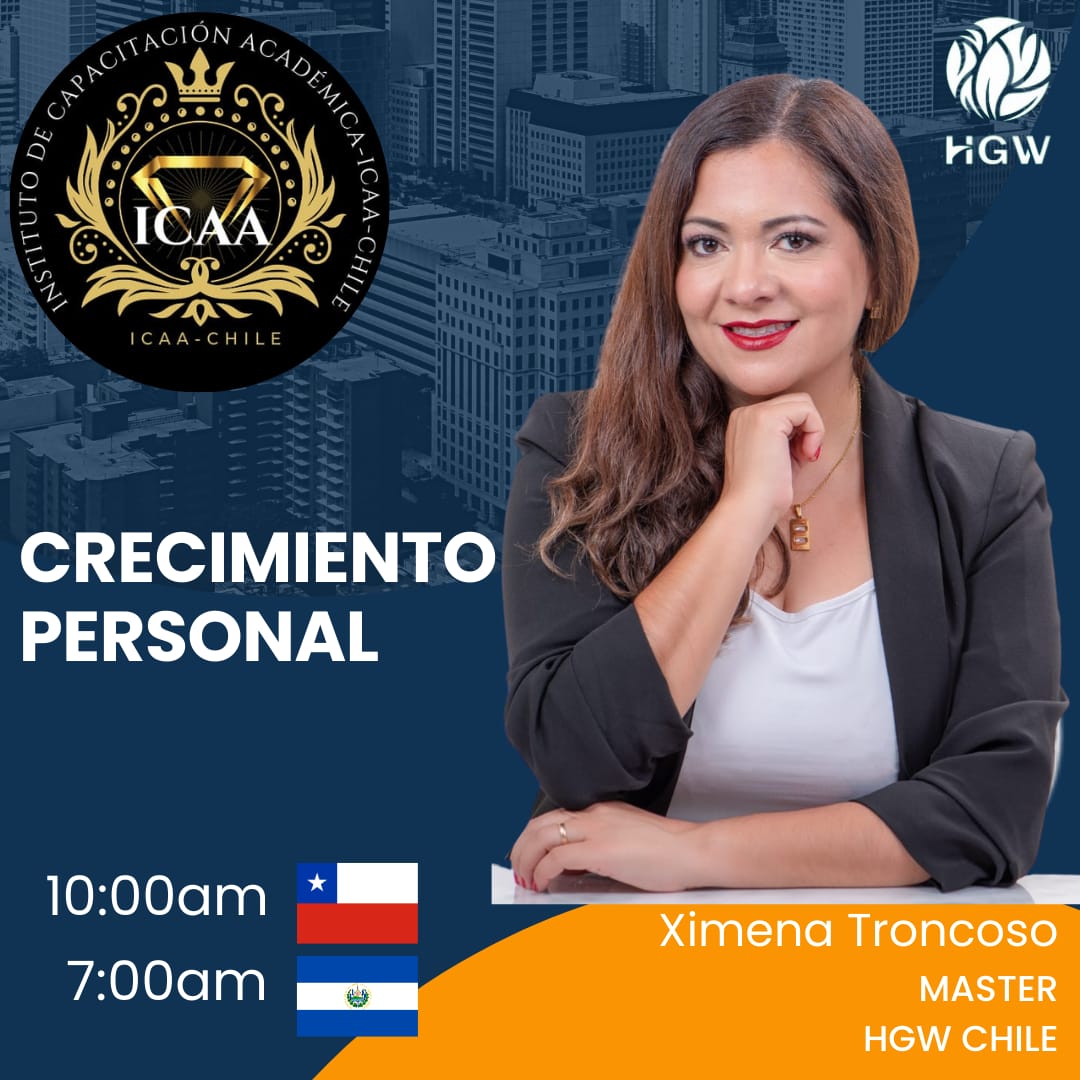 INSTITUTO DE CAPACITACIÓN ACADÉMICA-ICAA-CHILE
ICAA
ICAA-CHILE
HGW
CRECIMIENTO
PERSONAL
10:00am
7:00am
Ximena Troncoso
MASTER
HGW CHILE